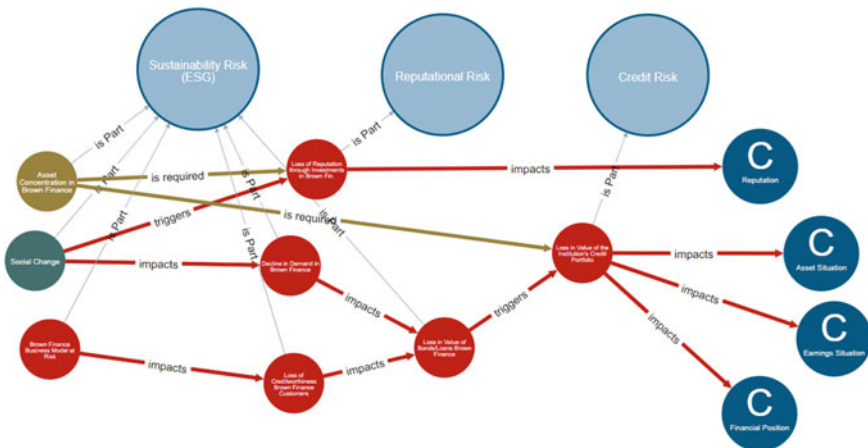 Sustainability Risk
(ESG)
Reputational Risk
Credit Risk
is Part
is Part
is Part
Asset
Concentration in
Brown Finance
is required
Loss of Reputation
through Investments
in Brown Fin.
impacts
C
Reputation
is Part
triggers
is Part
is required
is Part
is Part
Social Change
impacts
Decline in Demand in
Brown Finance
is Part
Loss in Value of the
Institution's Credit
Portfolio
impacts
C
Asset Situation
impacts
triggers
impacts
impacts
C
Earnings Situation
Brown Finance
Business Model at
Risk
impacts
Loss of
Creditworthiness
Brown Finance
Customers
impacts
Loss in Value of
Bonds/Loans Brown
Finance
C
Financial Position